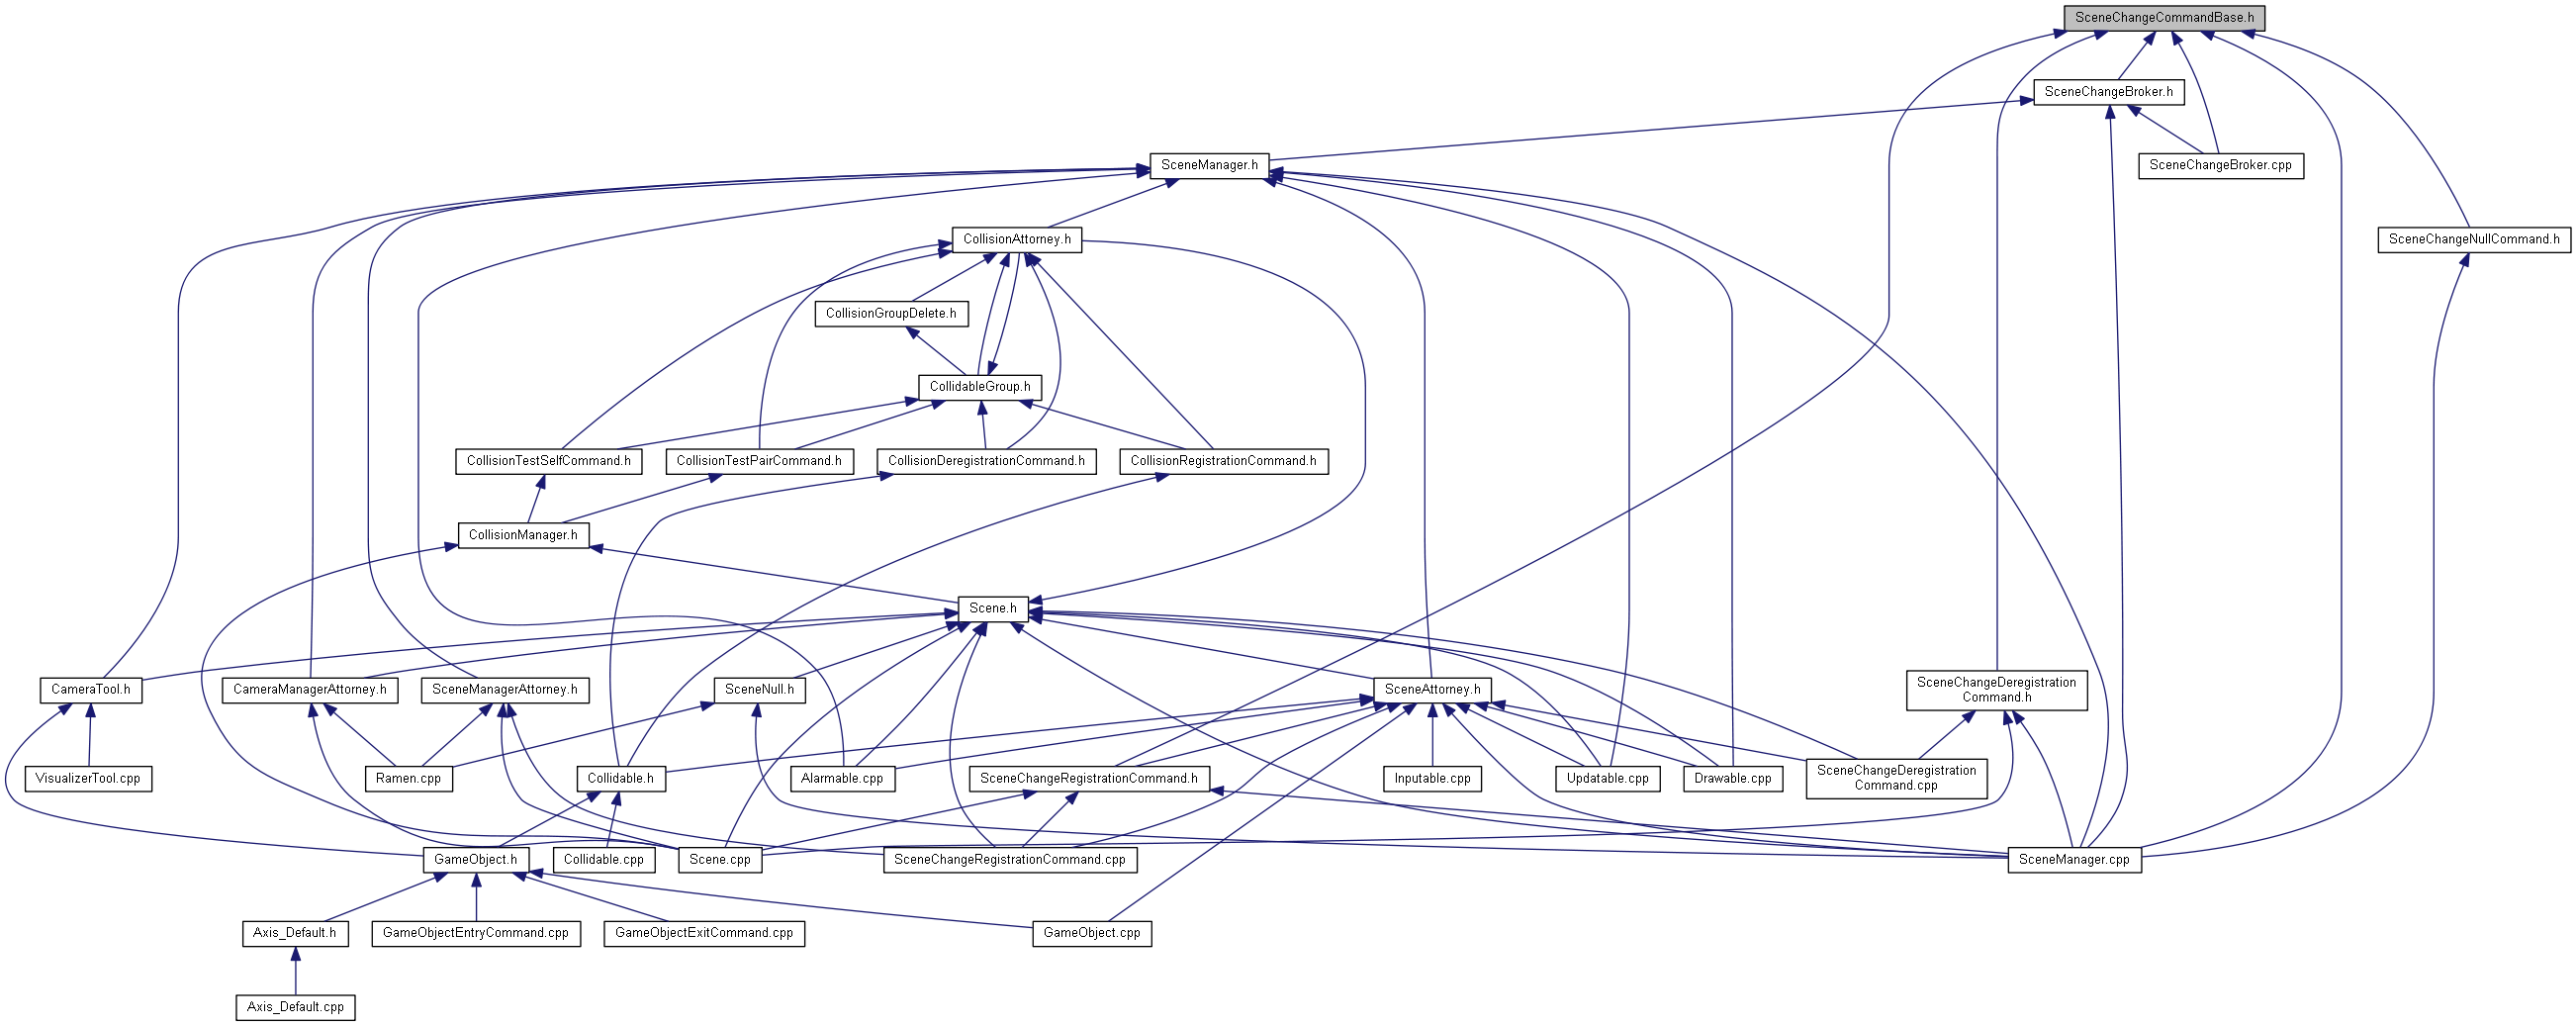 SceneChangeCommandBase.h
SceneChangeBroker.h
SceneManager.h
SceneChangeBroker.cpp
CollisionAttorney.h
SceneChangeNullCommand.h
CollisionGroupDelete.h
CollidableGroup.h
CollisionTestSelfCommand.h
CollisionTestPairCommand.h
CollisionDeregistrationCommand.h
CollisionRegistrationCommand.h
CollisionManager.h
Scene.h
CameraTool.h
CameraManagerAttorney.h
SceneManagerAttorney.h
SceneNull.h
SceneAttorney.h
SceneChangeDeregistration
Command.h
VisualizerTool.cpp
Ramen.cpp
Collidable.h
Alarmable.cpp
SceneChangeRegistrationCommand.h
Inputable.cpp
Updatable.cpp
Drawable.cpp
SceneChangeDeregistration
Command.cpp
GameObject.h
Collidable.cpp
Scene.cpp
SceneChangeRegistrationCommand.cpp
SceneManager.cpp
Axis_Default.h
GameObjectEntryCommand.cpp
GameObjectExitCommand.cpp
GameObject.cpp
Axis_Default.cpp